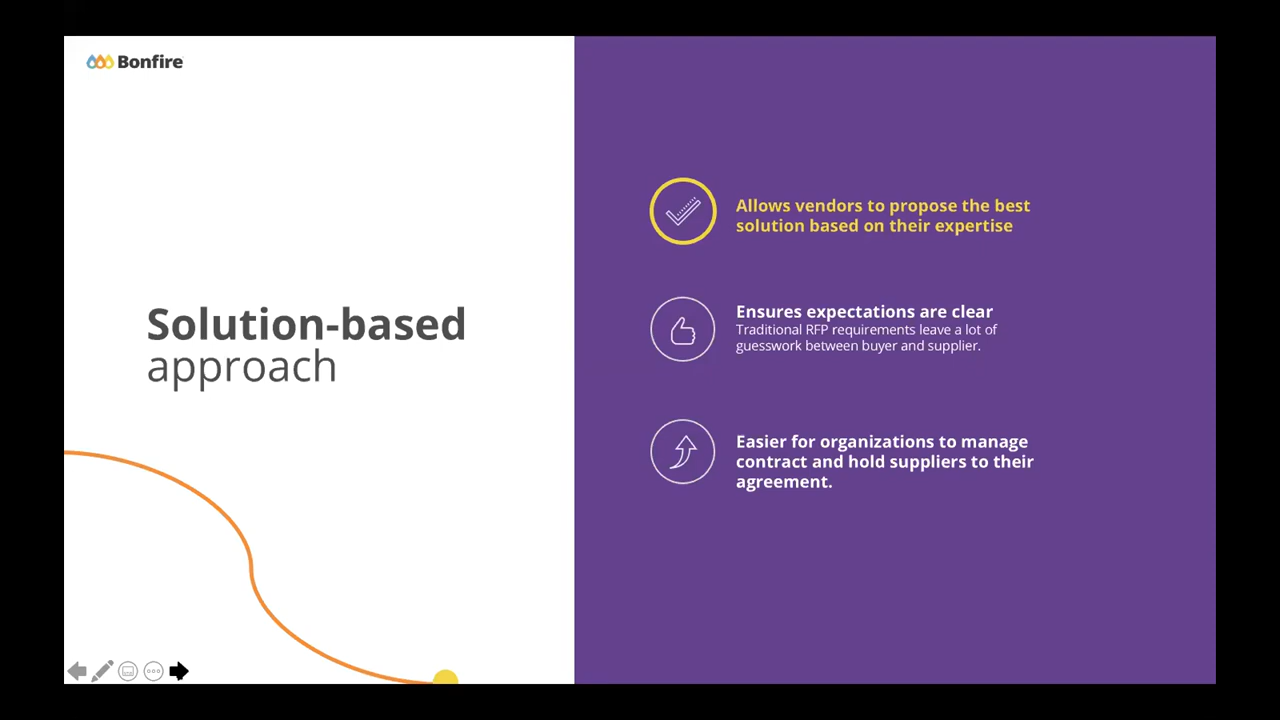 Bonfire
Solution-based
approach
Allows vendors to propose the best
solution based on their expertise
Ensures expectations are clear
Traditional RFP requirements leave a lot of
guesswork between buyer and supplier.
Easier for organizations to manage
contract and hold suppliers to their
agreement.